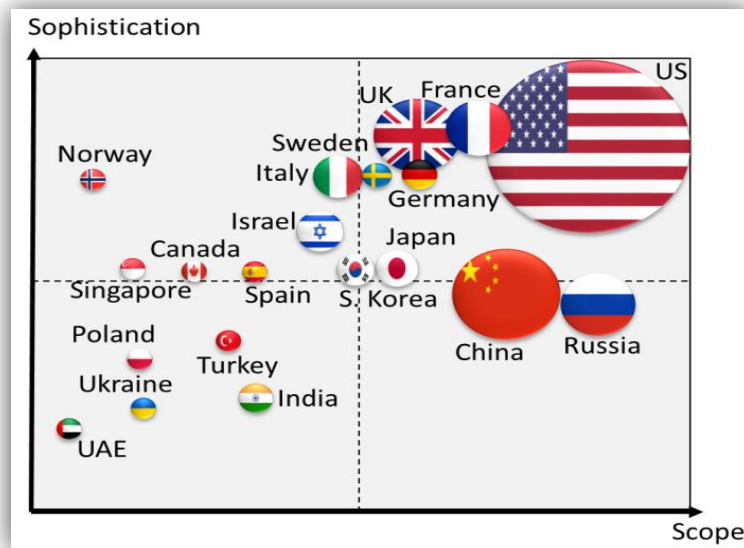 Sophistication
US
France
UK
Sweden
Norway
Italy
Germany
Israel
Japan
Canada
Singapore
Spain
S. Korea
Poland
China
Russia
Turkey
Ukraine
India
UAE
Scope